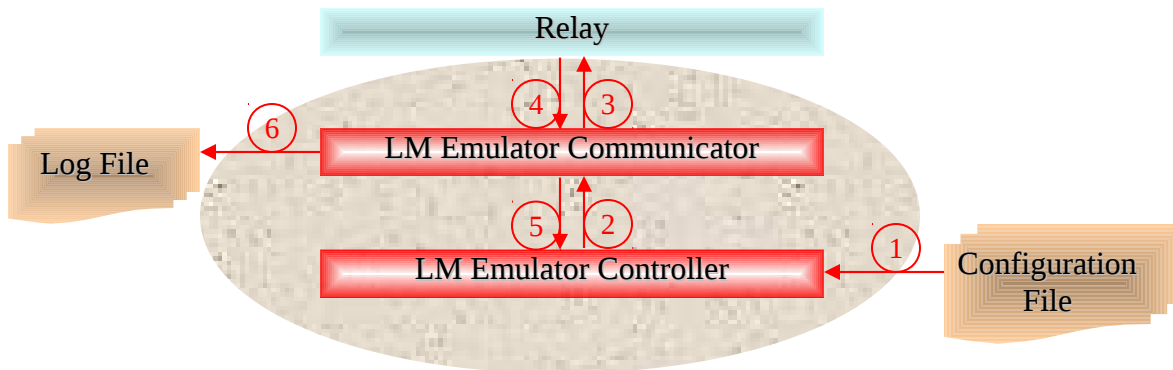 Relay
4
3
6
LM Emulator Communicator
Log File
5
2
1
LM Emulator Controller
Configuration
File